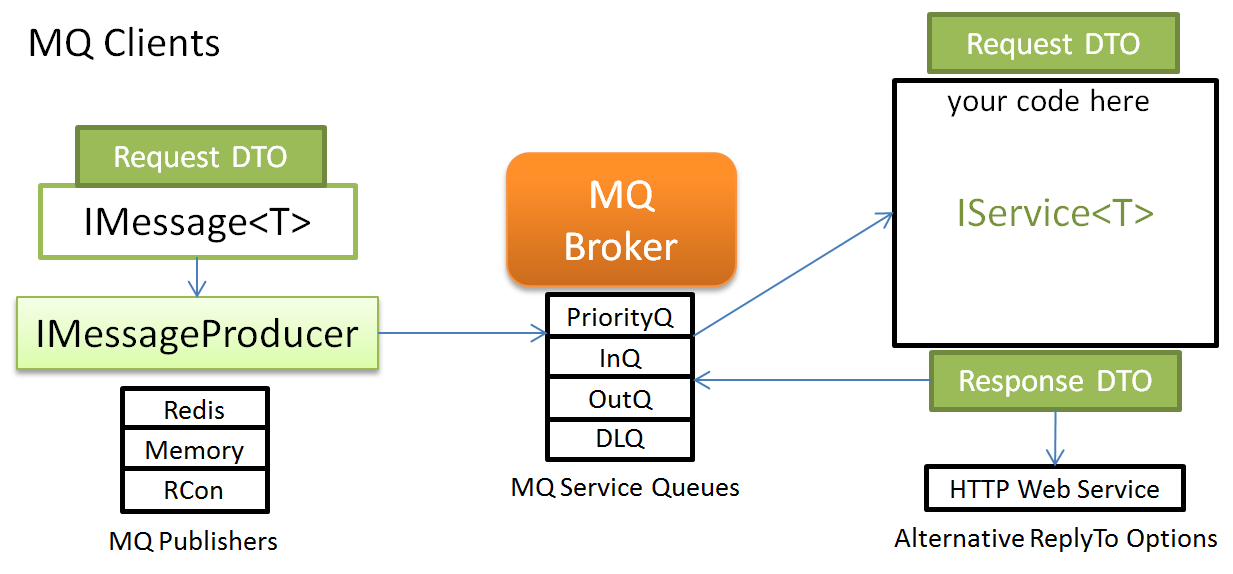 MQ Clients
Request DTO
IMessage<T>
IMessageProducer
Redis
Memory
RCon
MQ Publishers
MQ
Broker
PriorityQ
InQ
OutQ
DLQ
MQ Service Queues
Request DTO
your code here
IService<T>
Response DTO
HTTP Web Service
Alternative ReplyTo Options